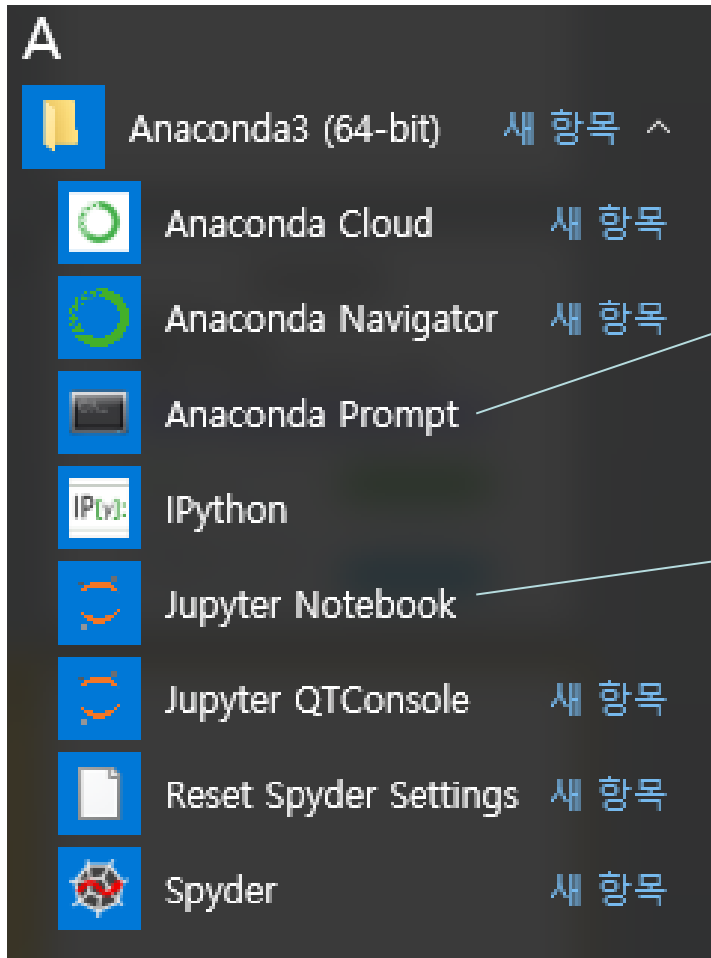 A
Anaconda3 (64-bit) 새 항목
Anaconda Cloud 새 항목
Anaconda Navigator 새 항목
Anaconda Prompt
IP[y]: IPython
Jupyter Notebook
Jupyter QTConsole 새 항목
Reset Spyder Settings 새 항목
Spyder 새 항목